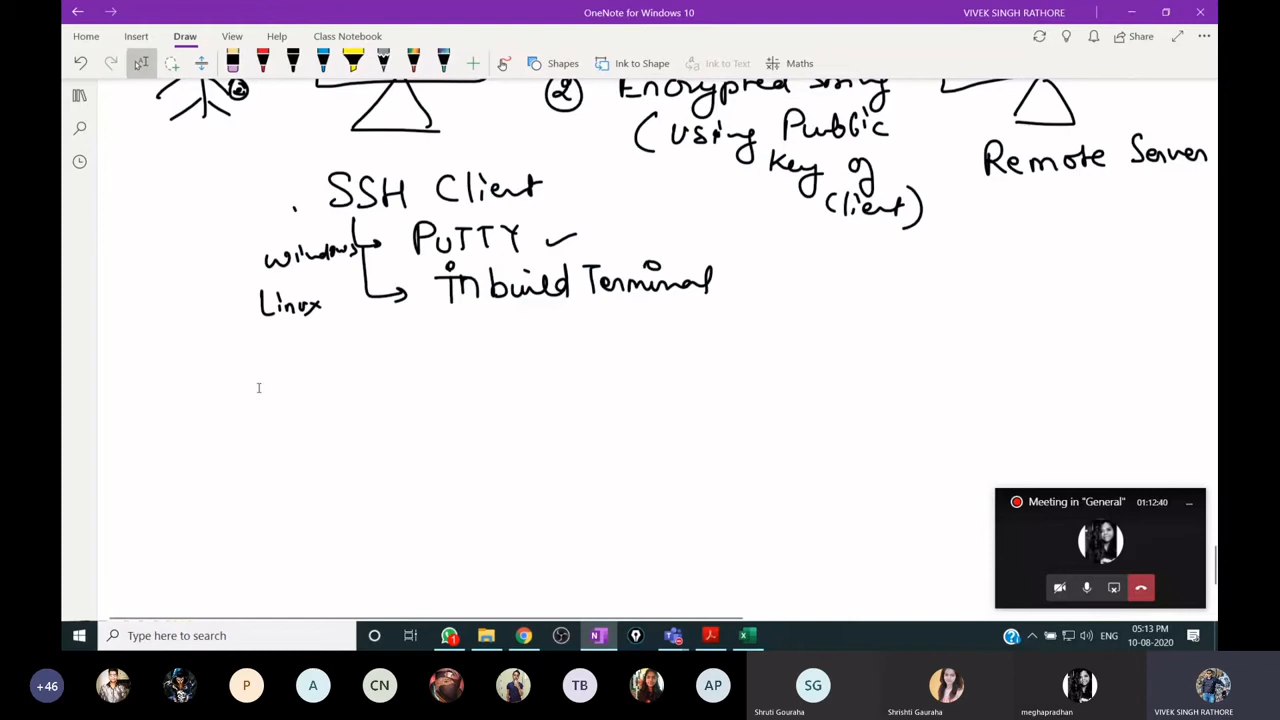 OneNote for Windows 10
VIVEK SINGH RATHORE
Home Insert Draw View Help Class Notebook
Share
Shapes Ink to Shape Ink to Text Maths
② Encrypted string
(using Public
Key of
Client)
Remote Server
②
SSH Client
Windows PuTTY
Linux Inbuild Terminal
Meeting in "General" 01:12:40
Type here to search
ENG
05:13 PM
10-08-2020
+46 P A CN TB AP SG
Shruti Gouraha Shrishti Gauraha meghapradhan VIVEK SINGH RATHORE